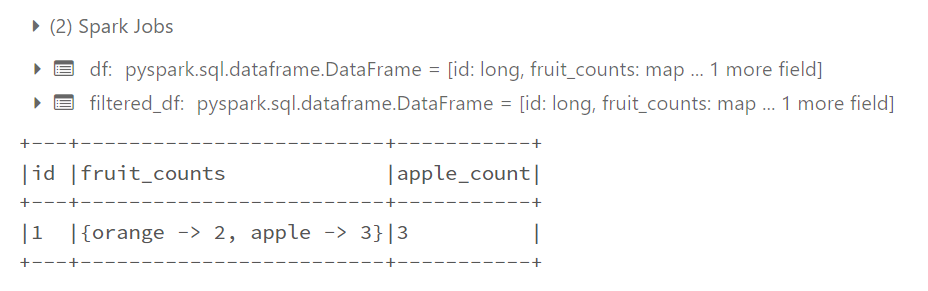 (2) Spark Jobs
df: pyspark.sql.dataframe.DataFrame = [id: long, fruit_counts: map ... 1 more field]
filtered_df: pyspark.sql.dataframe.DataFrame = [id: long, fruit_counts: map ... 1 more field]
+---+-------------------------+-----------+
|id |fruit_counts             |apple_count|
+---+-------------------------+-----------+
|1  |{orange -> 2, apple -> 3}|3          |
+---+-------------------------+-----------+